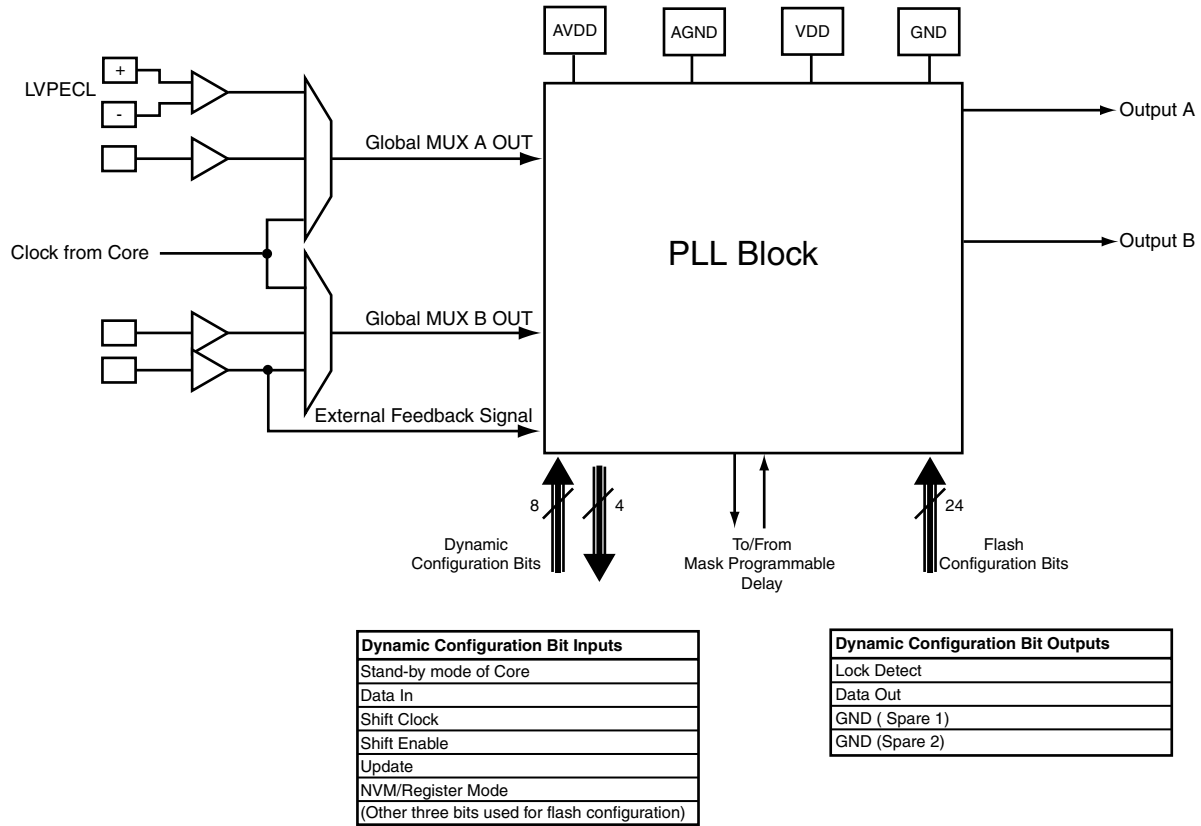 AVDD
AGND
VDD
GND
LVPECL
+
-
Global MUX A OUT
Output A
Clock from Core
PLL Block
Output B
Global MUX B OUT
External Feedback Signal
8
4
24
Dynamic
Configuration Bits
To/From
Mask Programmable
Delay
Flash
Configuration Bits
Dynamic Configuration Bit Inputs
Stand-by mode of Core
Data In
Shift Clock
Shift Enable
Update
NVM/Register Mode
(Other three bits used for flash configuration)
Dynamic Configuration Bit Outputs
Lock Detect
Data Out
GND ( Spare 1)
GND (Spare 2)